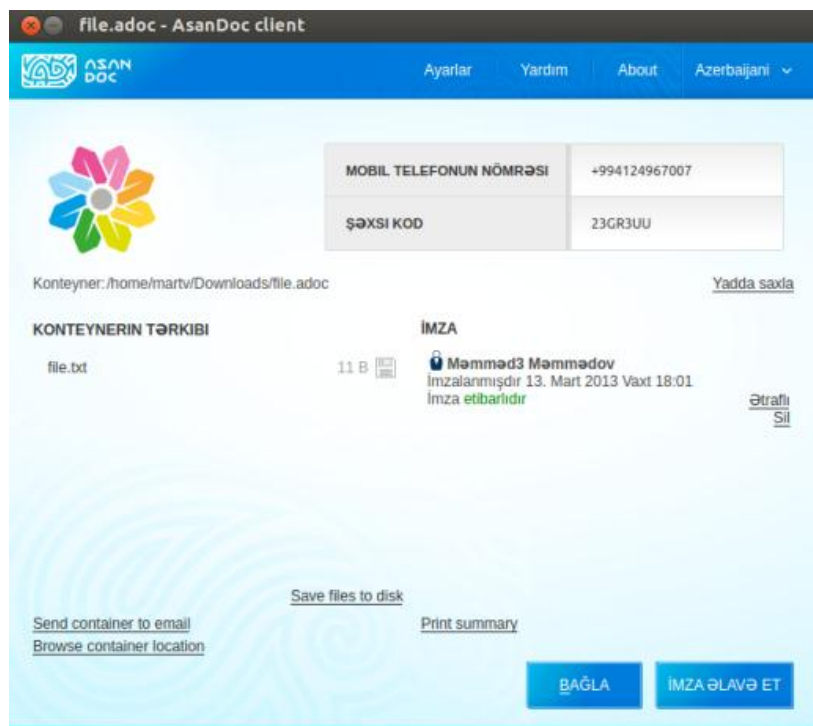 file.adoc - AsanDoc client
ASAN DOC
Ayarlar Yardım About Azerbaijani
MOBIL TELEFONUN NÖMRƏSI +994124967007
ŞƏXSI KOD 23GR3UU
Konteyner:/home/martv/Downloads/file.adoc Yadda saxla
KONTEYNERIN TƏRKIBI
file.txt 11 B
İMZA
Məmməd3 Məmmədov
İmzalanmışdır 13. Mart 2013 Vaxt 18:01
İmza etibarlıdır
Ətraflı
Sil
Save files to disk
Send container to email
Print summary
Browse container location
BAĞLA İMZA ƏLAVƏ ET